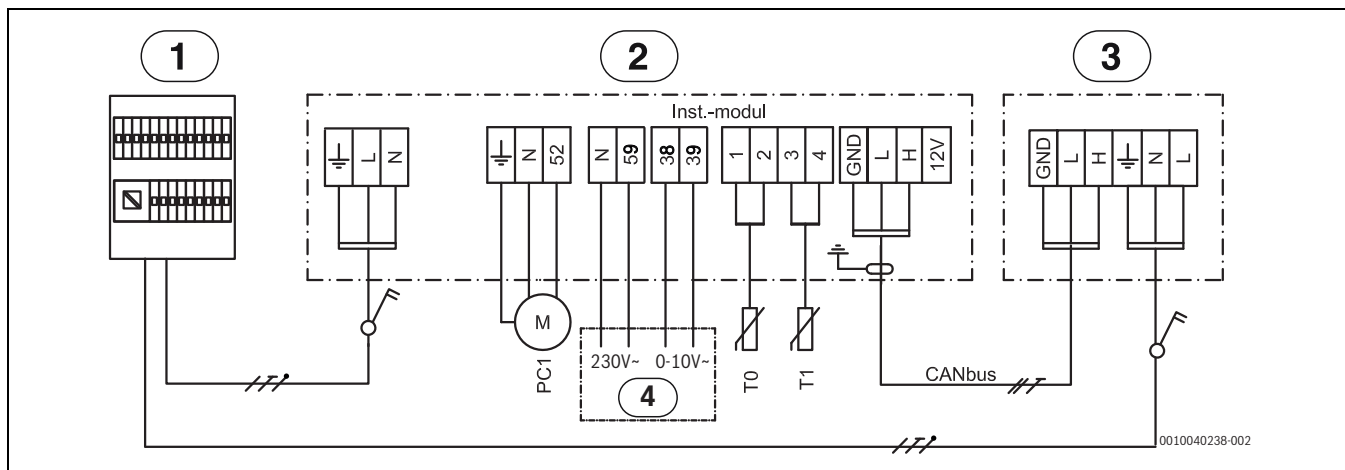 1
2
3
Inst.-modul
L N
N 52
N 59
38 39
1 2 3 4
GND L H 12V
GND L H N L
M
PC1
230V~ 0-10V~
4
T0
T1
CANbus
0010040238-002